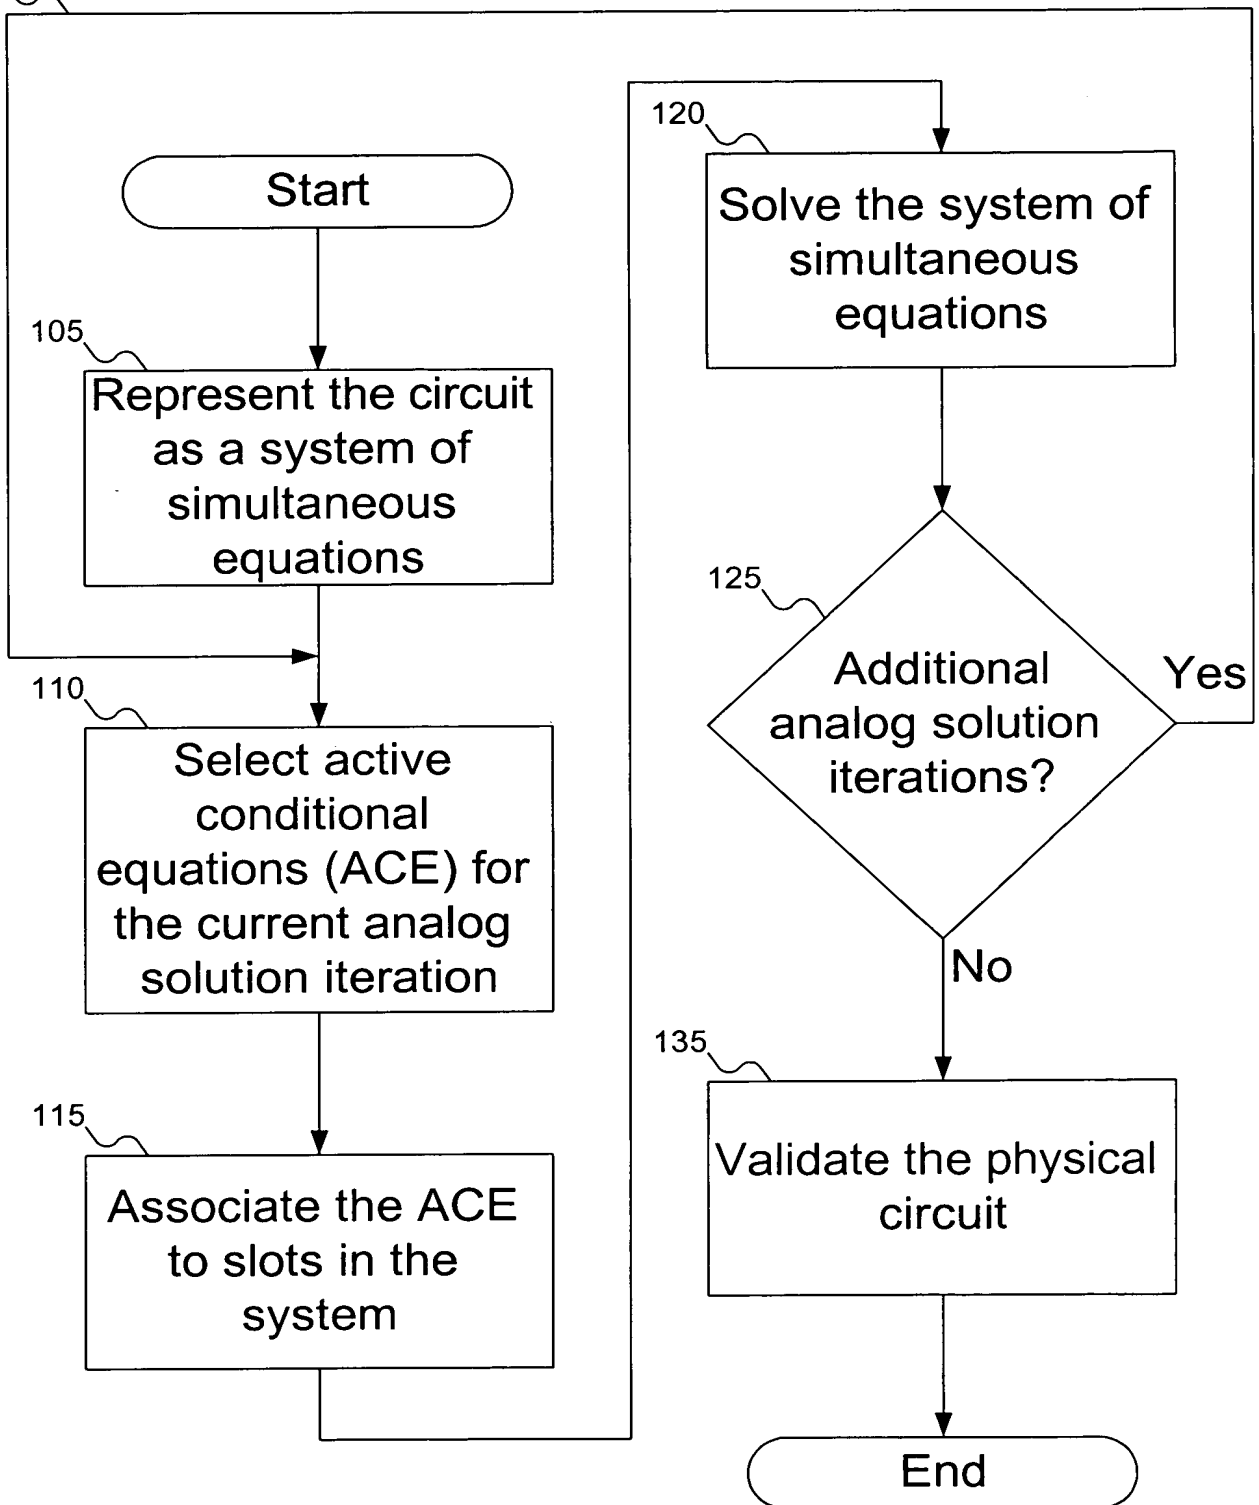 Start
105
Represent the circuit
as a system of
simultaneous
equations
110
Select active
conditional
equations (ACE) for
the current analog
solution iteration
115
Associate the ACE
to slots in the
system
120
Solve the system of
simultaneous
equations
125
Additional
analog solution
iterations?
Yes
No
135
Validate the physical
circuit
End